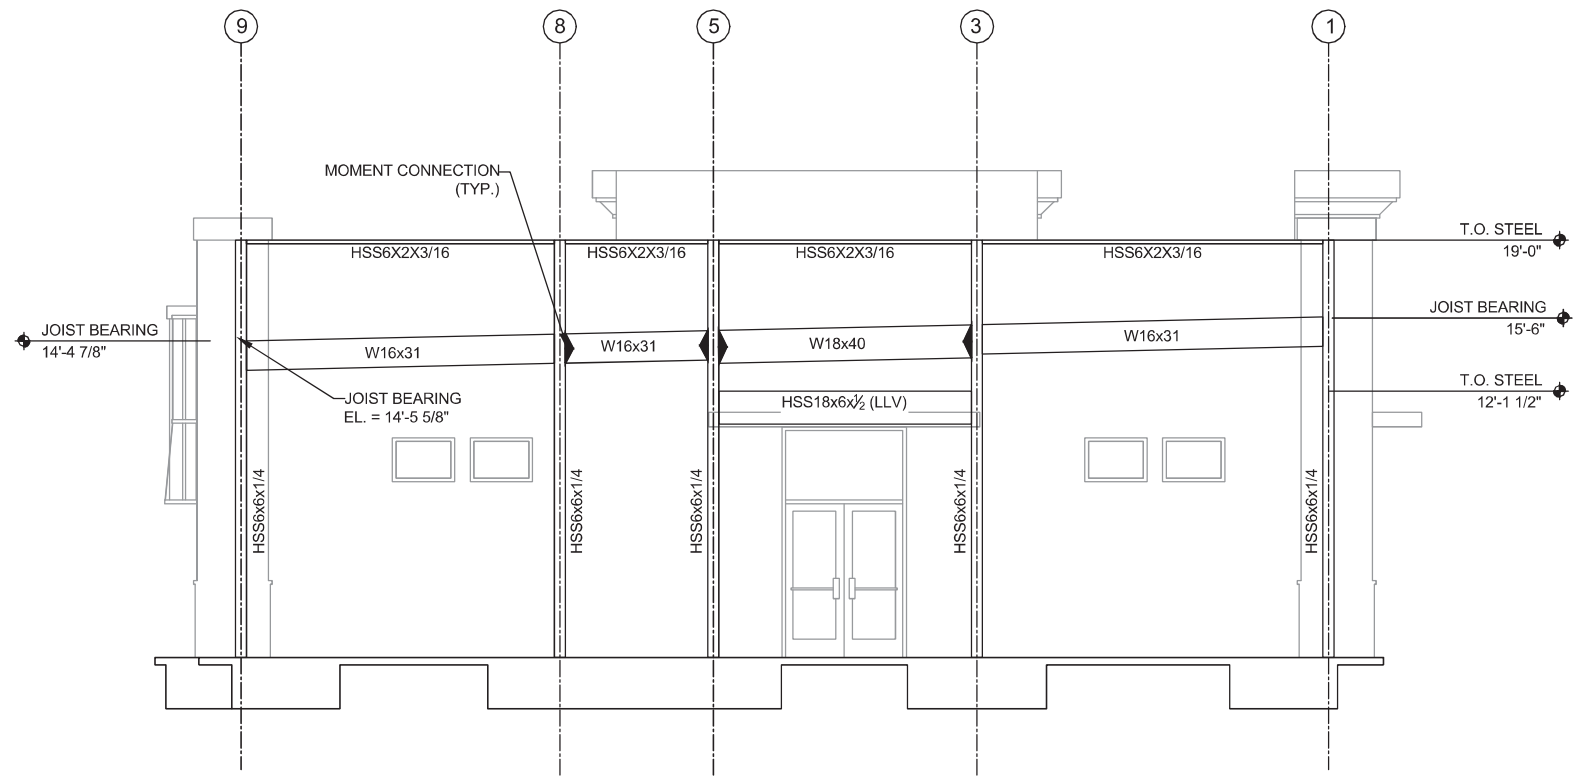 9 8 5 3 1
MOMENT CONNECTION
(TYP.)
T.O. STEEL
19'-0"
HSS6X2X3/16 HSS6X2X3/16 HSS6X2X3/16 HSS6X2X3/16
JOIST BEARING
15'-6"
JOIST BEARING
14'-4 7/8"
W16x31 W16x31 W18x40 W16x31
T.O. STEEL
12'-1 1/2"
JOIST BEARING
EL. = 14'-5 5/8"
HSS18x6x½ (LLV)
HSS6x6x1/4
HSS6x6x1/4
HSS6x6x1/4
HSS6x6x1/4
HSS6x6x1/4